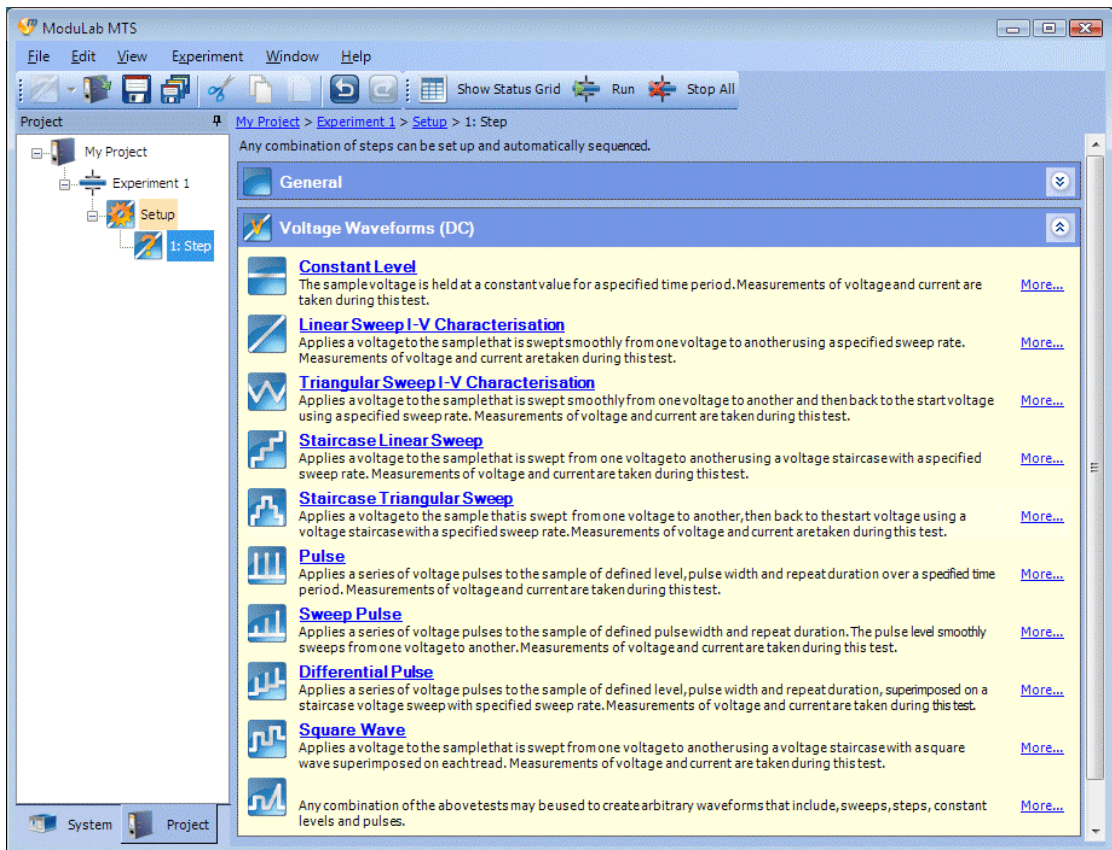 ModuLab MTS
File Edit View Experiment Window Help
Show Status Grid Run Stop All
Project
My Project
Experiment 1
Setup
1: Step
System Project
My Project > Experiment 1 > Setup > 1: Step
Any combination of steps can be set up and automatically sequenced.
General
Voltage Waveforms (DC)
Constant Level
The sample voltage is held at a constant value for a specified time period. Measurements of voltage and current are
taken during this test.
More...
Linear Sweep I-V Characterisation
Applies a voltage to the sample that is swept smoothly from one voltage to another using a specified sweep rate.
Measurements of voltage and current are taken during this test.
More...
Triangular Sweep I-V Characterisation
Applies a voltage to the sample that is swept smoothly from one voltage to another and then back to the start voltage
using a specified sweep rate. Measurements of voltage and current are taken during this test.
More...
Staircase Linear Sweep
Applies a voltage to the sample that is swept from one voltage to another using a voltage staircase with a specified
sweep rate. Measurements of voltage and current are taken during this test.
More...
Staircase Triangular Sweep
Applies a voltage to the sample that is swept from one voltage to another, then back to the start voltage using a
voltage staircase with a specified sweep rate. Measurements of voltage and current are taken during this test.
More...
Pulse
Applies a series of voltage pulses to the sample of defined level, pulse width and repeat duration over a specified time
period. Measurements of voltage and current are taken during this test.
More...
Sweep Pulse
Applies a series of voltage pulses to the sample of defined pulse width and repeat duration. The pulse level smoothly
sweeps from one voltage to another. Measurements of voltage and current are taken during this test.
More...
Differential Pulse
Applies a series of voltage pulses to the sample of defined level, pulse width and repeat duration, superimposed on a
staircase voltage sweep with specified sweep rate. Measurements of voltage and current are taken during this test.
More...
Square Wave
Applies a voltage to the sample that is swept from one voltage to another using a voltage staircase with a square
wave superimposed on each tread. Measurements of voltage and current are taken during this test.
More...
Any combination of the above tests may be used to create arbitrary waveforms that include, sweeps, steps, constant
levels and pulses.
More...